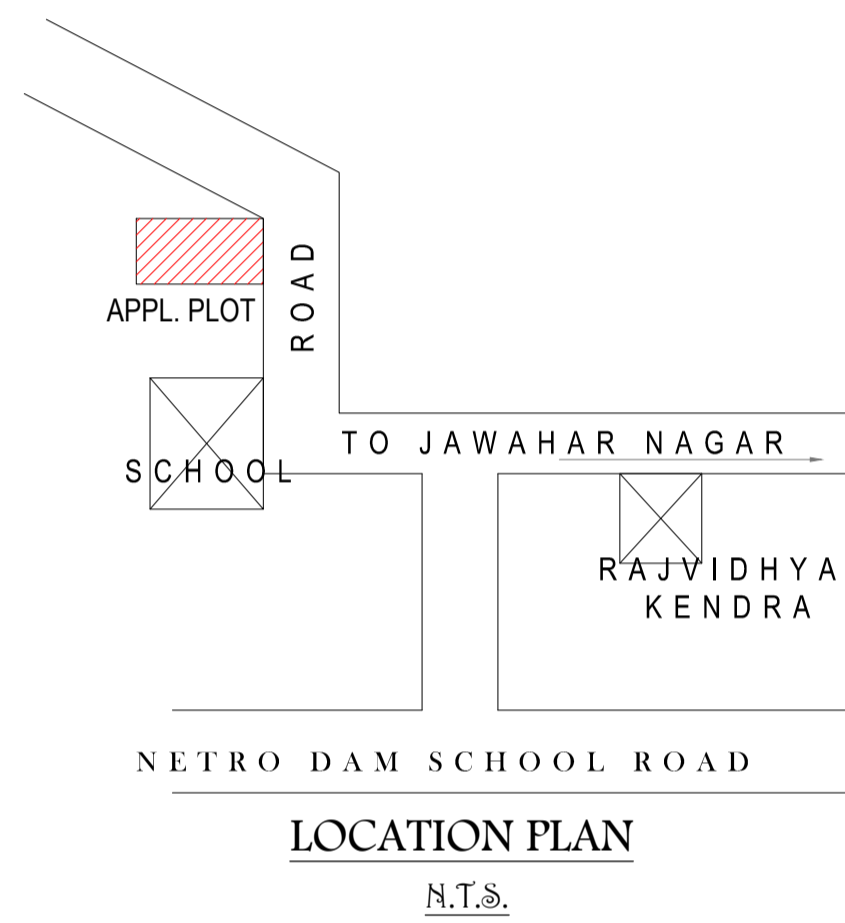 ROAD
APPL. PLOT
TO JAWAHAR NAGAR
SCHOOL
RAJVIDHYA
KENDRA
NETRO DAM SCHOOL ROAD
LOCATION PLAN
N.T.S.